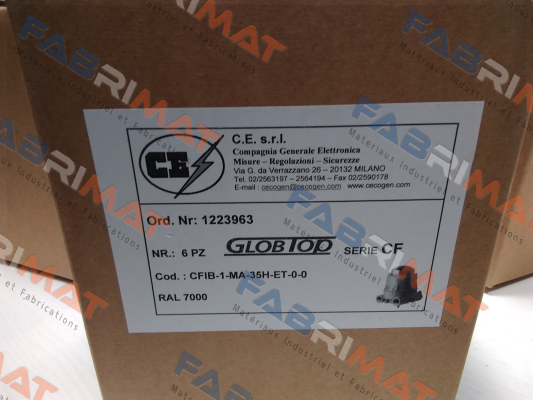 CE
C.E. s.r.l.
Compagnia Generale Elettronica
Misure – Regolazioni – Sicurezze
Via G. da Verrazzano 26 – 20132 MILANO
Tel. 02/2563197 – 2564194 – Fax 02/2590178
E-mail : cecogen@cecogen.com – www.cecogen.com
Ord. Nr: 1223963
NR.: 6 PZ GLOBTOP SERIE CF
Cod. : CFIB-1-MA-35H-ET-0-0
RAL 7000
FABRIMAT
Matériaux Industriel et Fabrications